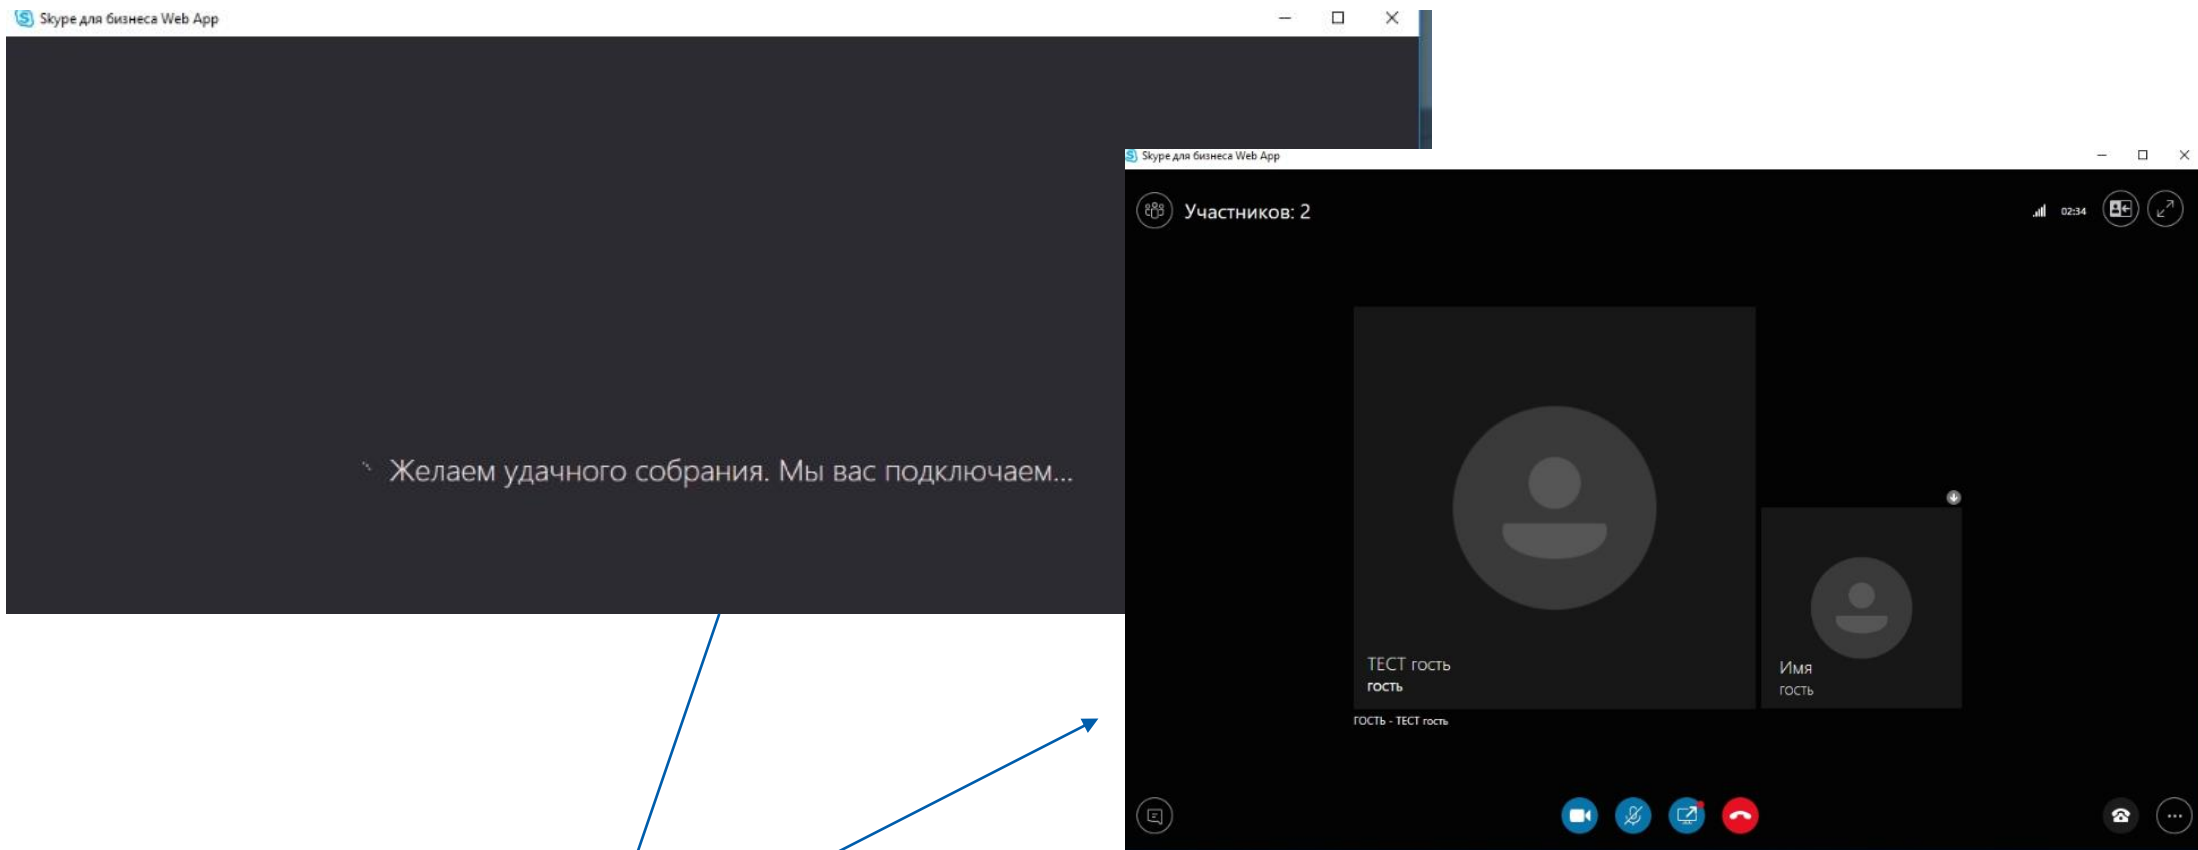 Skype для бизнеса Web App
Желаем удачного собрания. Мы вас подключаем...
Skype для бизнеса Web App
Участников: 2
02:34
ТЕСТ гость
гость
ГОСТЬ - ТЕСТ гость
Имя
гость